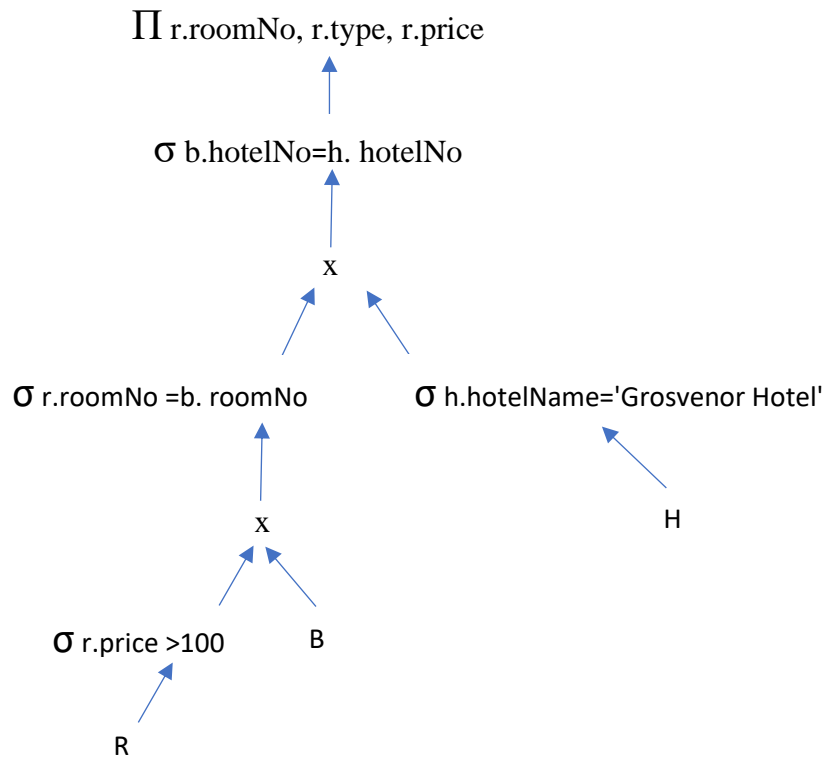 Π r.roomNo, r.type, r.price
σ b.hotelNo=h. hotelNo
x
σ r.roomNo =b. roomNo
σ h.hotelName='Grosvenor Hotel'
x
H
σ r.price >100
B
R